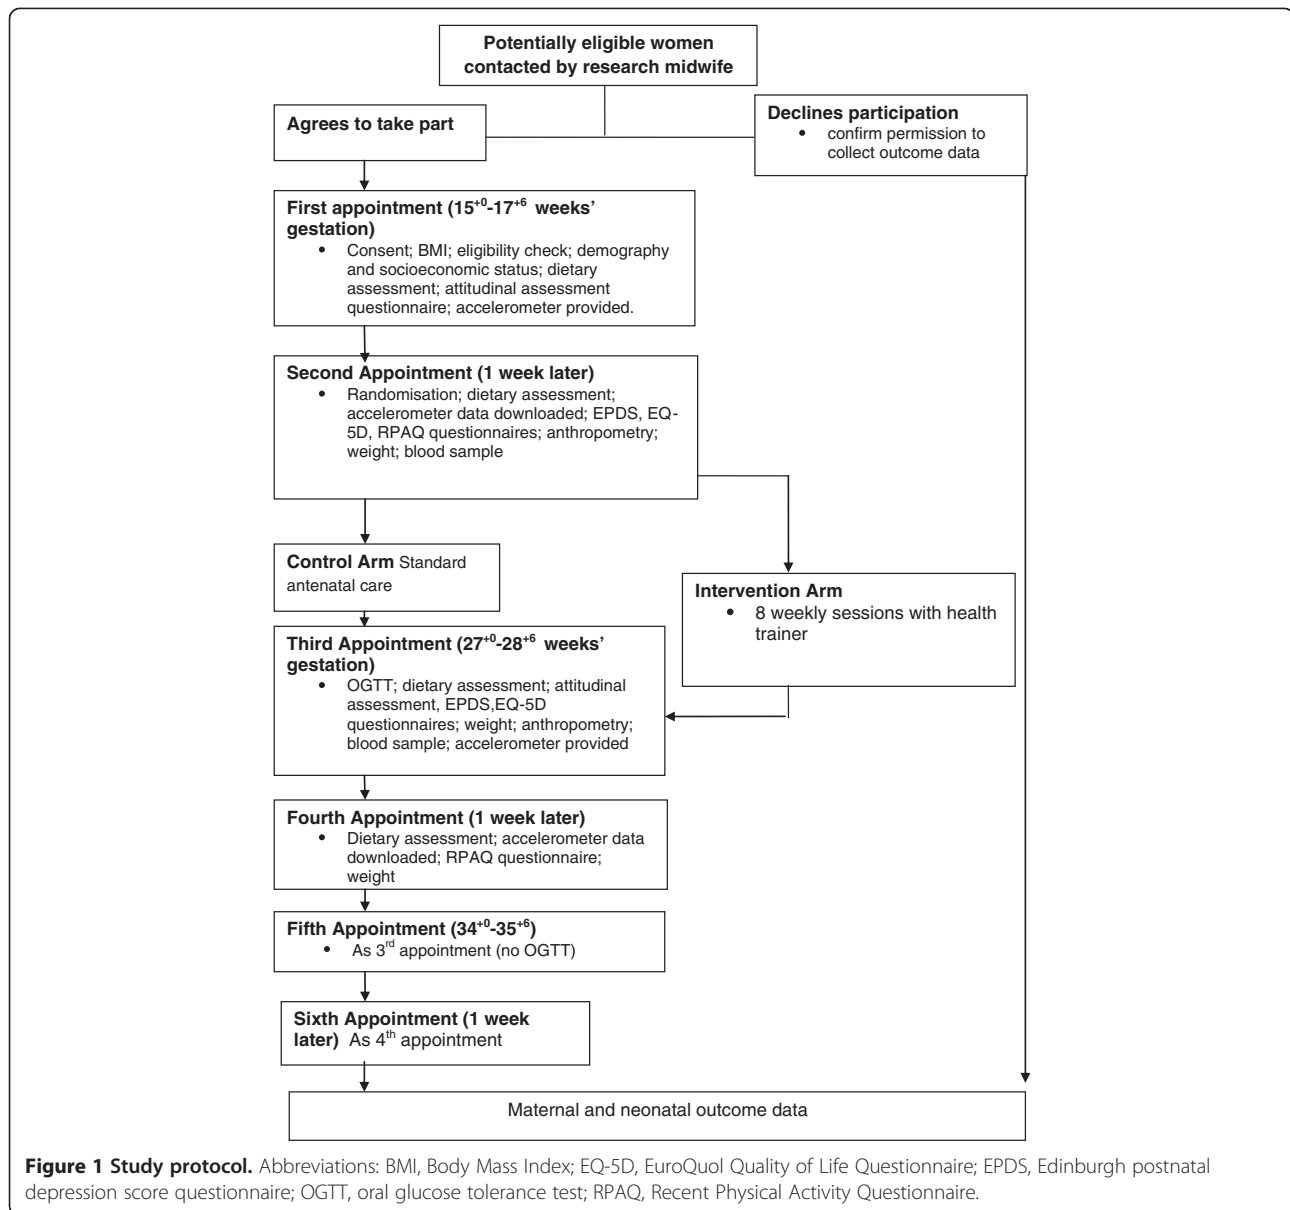 Potentially eligible women
contacted by research midwife
Agrees to take part
Declines participation
• confirm permission to
collect outcome data
First appointment (15+0-17+6 weeks'
gestation)
• Consent; BMI; eligibility check; demography
and socioeconomic status; dietary
assessment; attitudinal assessment
questionnaire; accelerometer provided.
Second Appointment (1 week later)
• Randomisation; dietary assessment;
accelerometer data downloaded; EPDS, EQ-
5D, RPAQ questionnaires; anthropometry;
weight; blood sample
Control Arm Standard
antenatal care
Intervention Arm
• 8 weekly sessions with health
trainer
Third Appointment (27+0-28+6 weeks'
gestation)
• OGTT; dietary assessment; attitudinal
assessment, EPDS,EQ-5D
questionnaires; weight; anthropometry;
blood sample; accelerometer provided
Fourth Appointment (1 week later)
• Dietary assessment; accelerometer data
downloaded; RPAQ questionnaire;
weight
Fifth Appointment (34+0-35+6)
• As 3rd appointment (no OGTT)
Sixth Appointment (1 week
later) As 4th appointment
Maternal and neonatal outcome data
Figure 1 Study protocol. Abbreviations: BMI, Body Mass Index; EQ-5D, EuroQuol Quality of Life Questionnaire; EPDS, Edinburgh postnatal
depression score questionnaire; OGTT, oral glucose tolerance test; RPAQ, Recent Physical Activity Questionnaire.